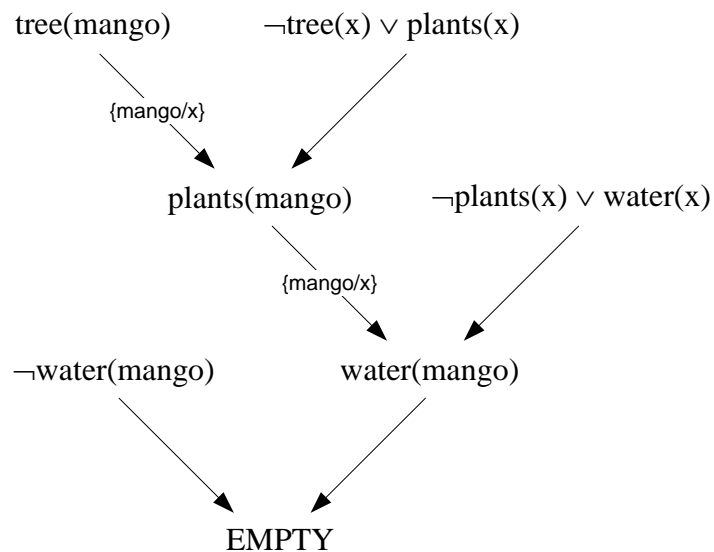 tree(mango) ¬tree(x) ∨ plants(x)
{mango/x}
plants(mango) ¬plants(x) ∨ water(x)
{mango/x}
¬water(mango) water(mango)
EMPTY